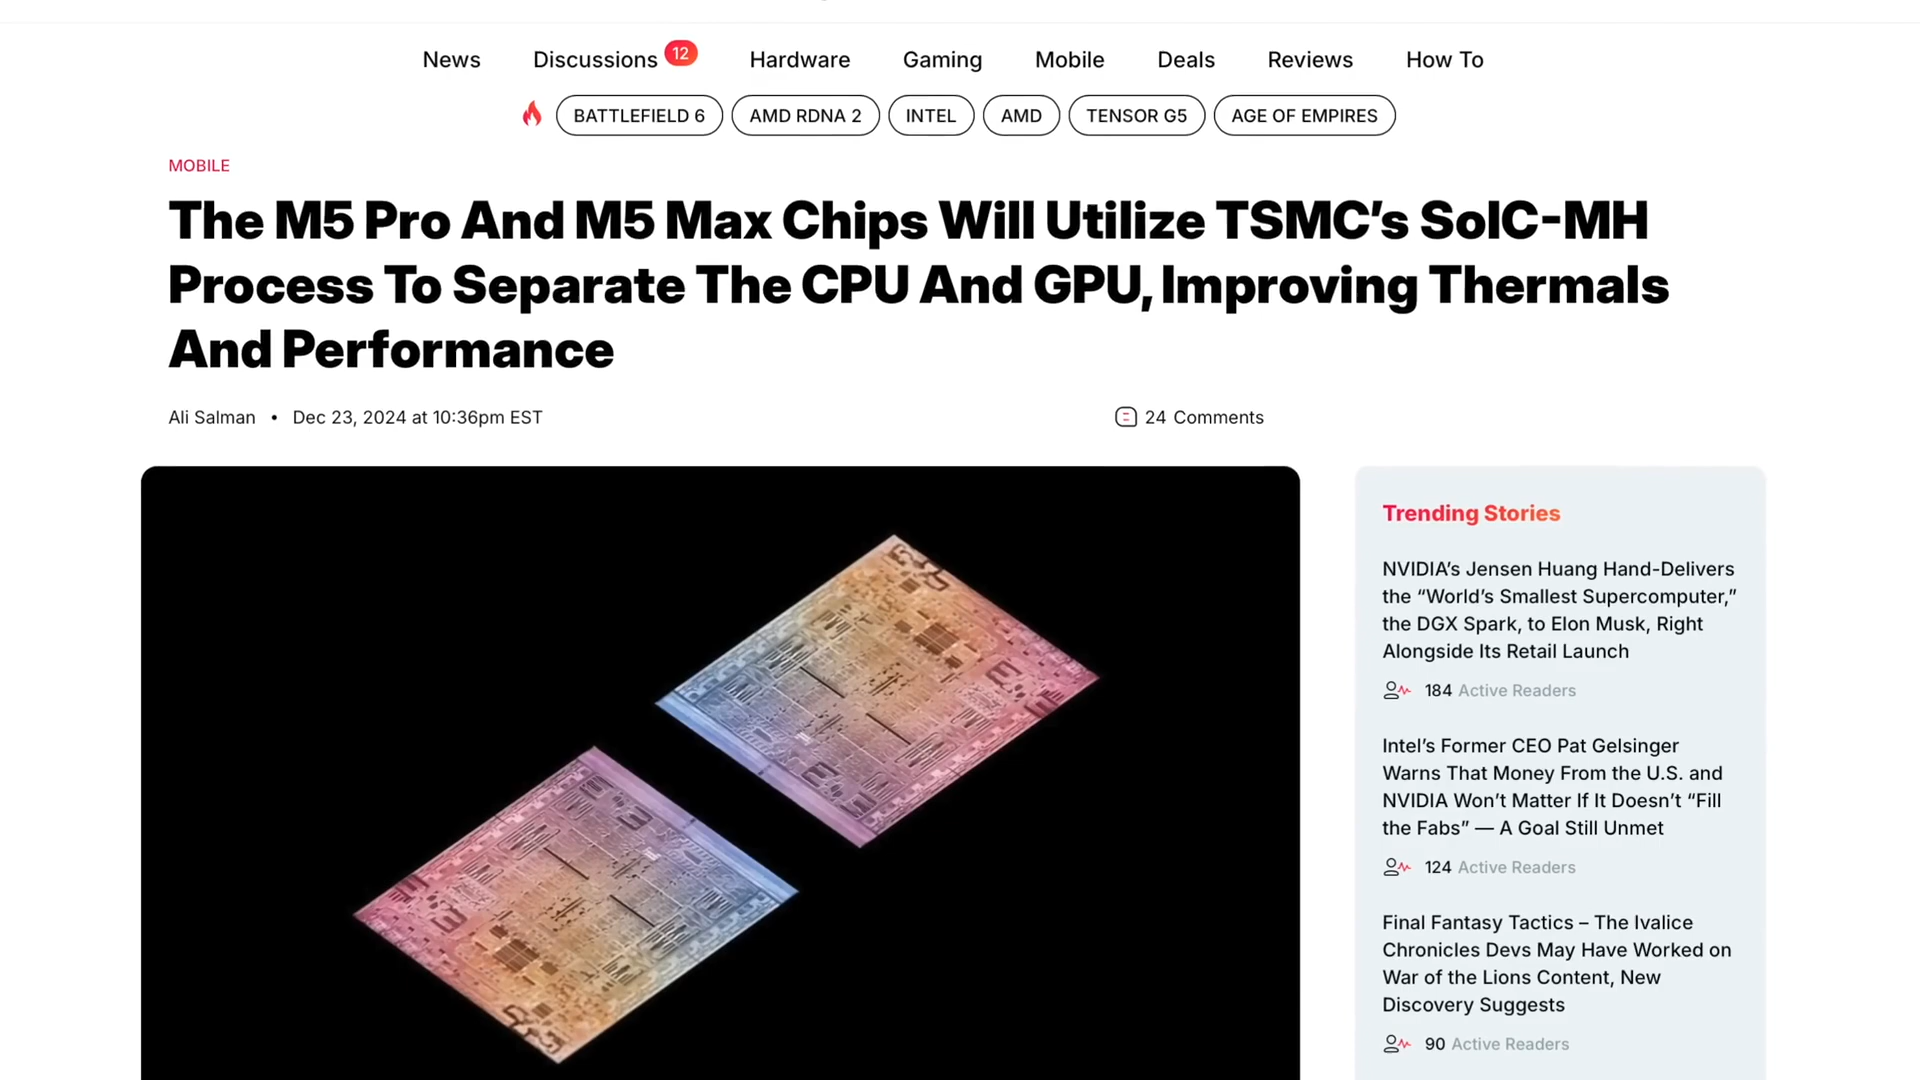 News Discussions 12 Hardware Gaming Mobile Deals Reviews How To
BATTLEFIELD 6 AMD RDNA 2 INTEL AMD TENSOR G5 AGE OF EMPIRES
MOBILE
The M5 Pro And M5 Max Chips Will Utilize TSMC’s SoIC-MH
Process To Separate The CPU And GPU, Improving Thermals
And Performance
Ali Salman • Dec 23, 2024 at 10:36pm EST
24 Comments
Trending Stories
NVIDIA’s Jensen Huang Hand-Delivers
the “World’s Smallest Supercomputer,”
the DGX Spark, to Elon Musk, Right
Alongside Its Retail Launch
184 Active Readers
Intel’s Former CEO Pat Gelsinger
Warns That Money From the U.S. and
NVIDIA Won’t Matter If It Doesn’t “Fill
the Fabs” — A Goal Still Unmet
124 Active Readers
Final Fantasy Tactics – The Ivalice
Chronicles Devs May Have Worked on
War of the Lions Content, New
Discovery Suggests
90 Active Readers